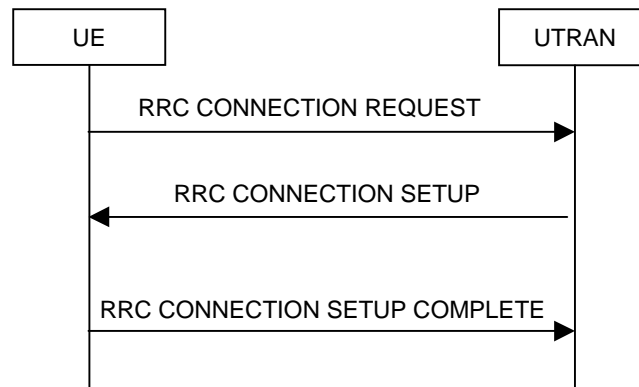 UE
UTRAN
RRC CONNECTION REQUEST
RRC CONNECTION SETUP
RRC CONNECTION SETUP COMPLETE